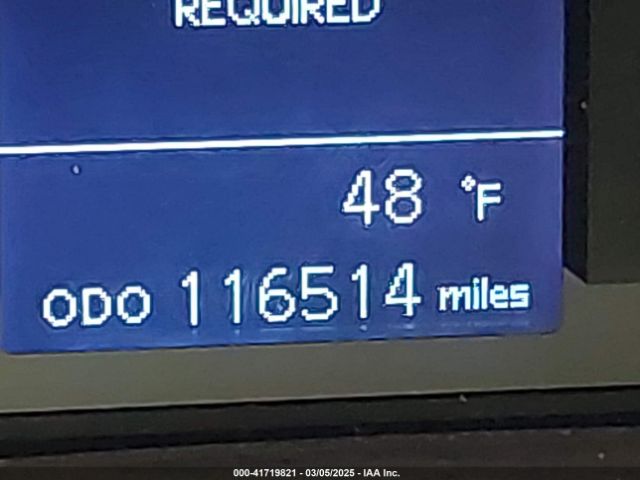 REQUIRED
48 °F
ODO 116514 miles
000-41719821 - 03/05/2025 - IAA Inc.